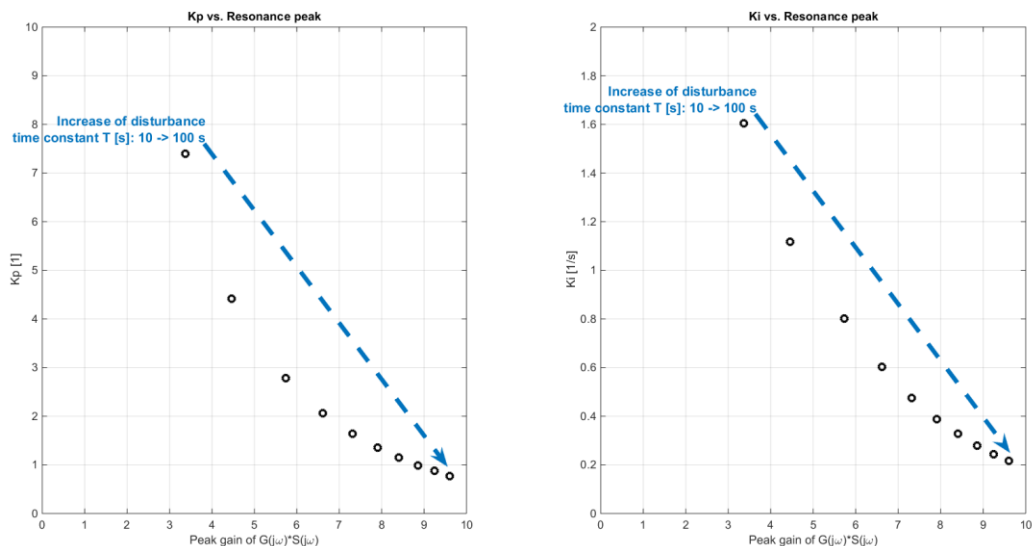 Kp vs. Resonance peak
10
9
8
7
6
5
4
3
2
1
0
Kp [1]
Increase of disturbance
time constant T [s]: 10 -> 100 s
0 1 2 3 4 5 6 7 8 9 10
Peak gain of G(jω)*S(jω)
Ki vs. Resonance peak
2
1.8
1.6
1.4
1.2
1
0.8
0.6
0.4
0.2
0
Ki [1/s]
Increase of disturbance
time constant T [s]: 10 -> 100 s
0 1 2 3 4 5 6 7 8 9 10
Peak gain of G(jω)*S(jω)